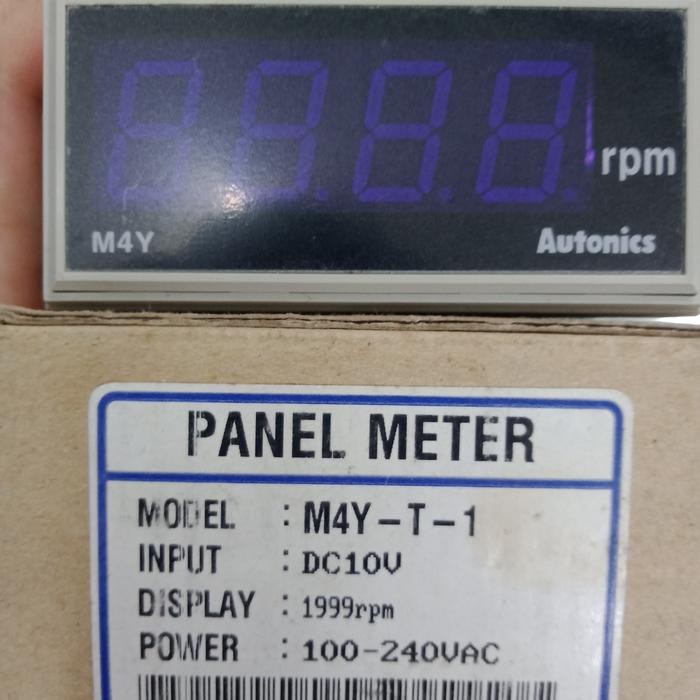 rpm
M4Y Autonics
PANEL METER
MODEL : M4Y-T-1
INPUT : DC10V
DISPLAY : 1999rpm
POWER : 100-240VAC